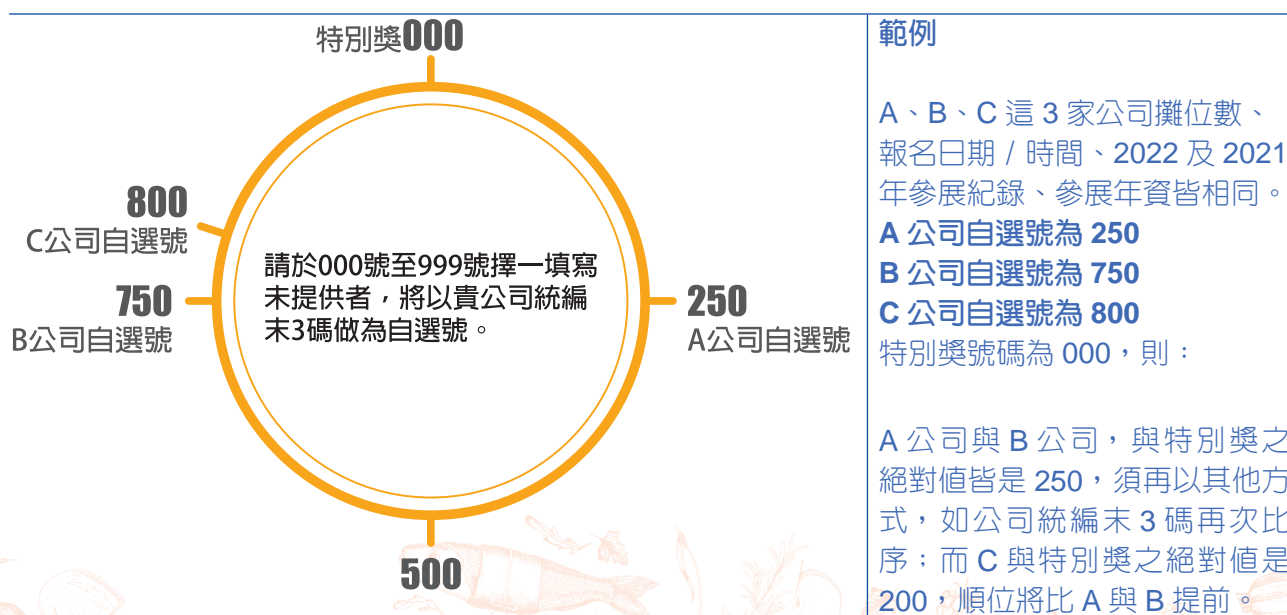 特別獎000
800
C公司自選號
750
B公司自選號
請於000號至999號擇一填寫
未提供者，將以貴公司統編
末3碼做為自選號。
250
A公司自選號
500
範例
A、B、C 這 3 家公司攤位數、
報名日期 / 時間、2022 及 2021
年參展紀錄、參展年資皆相同。
A 公司自選號為 250
B 公司自選號為 750
C 公司自選號為 800
特別獎號碼為 000，則：
A 公司與 B 公司，與特別獎之
絕對值皆是 250，須再以其他方
式，如公司統編末 3 碼再次比
序；而 C 與特別獎之絕對值是
200，順位將比 A 與 B 提前。